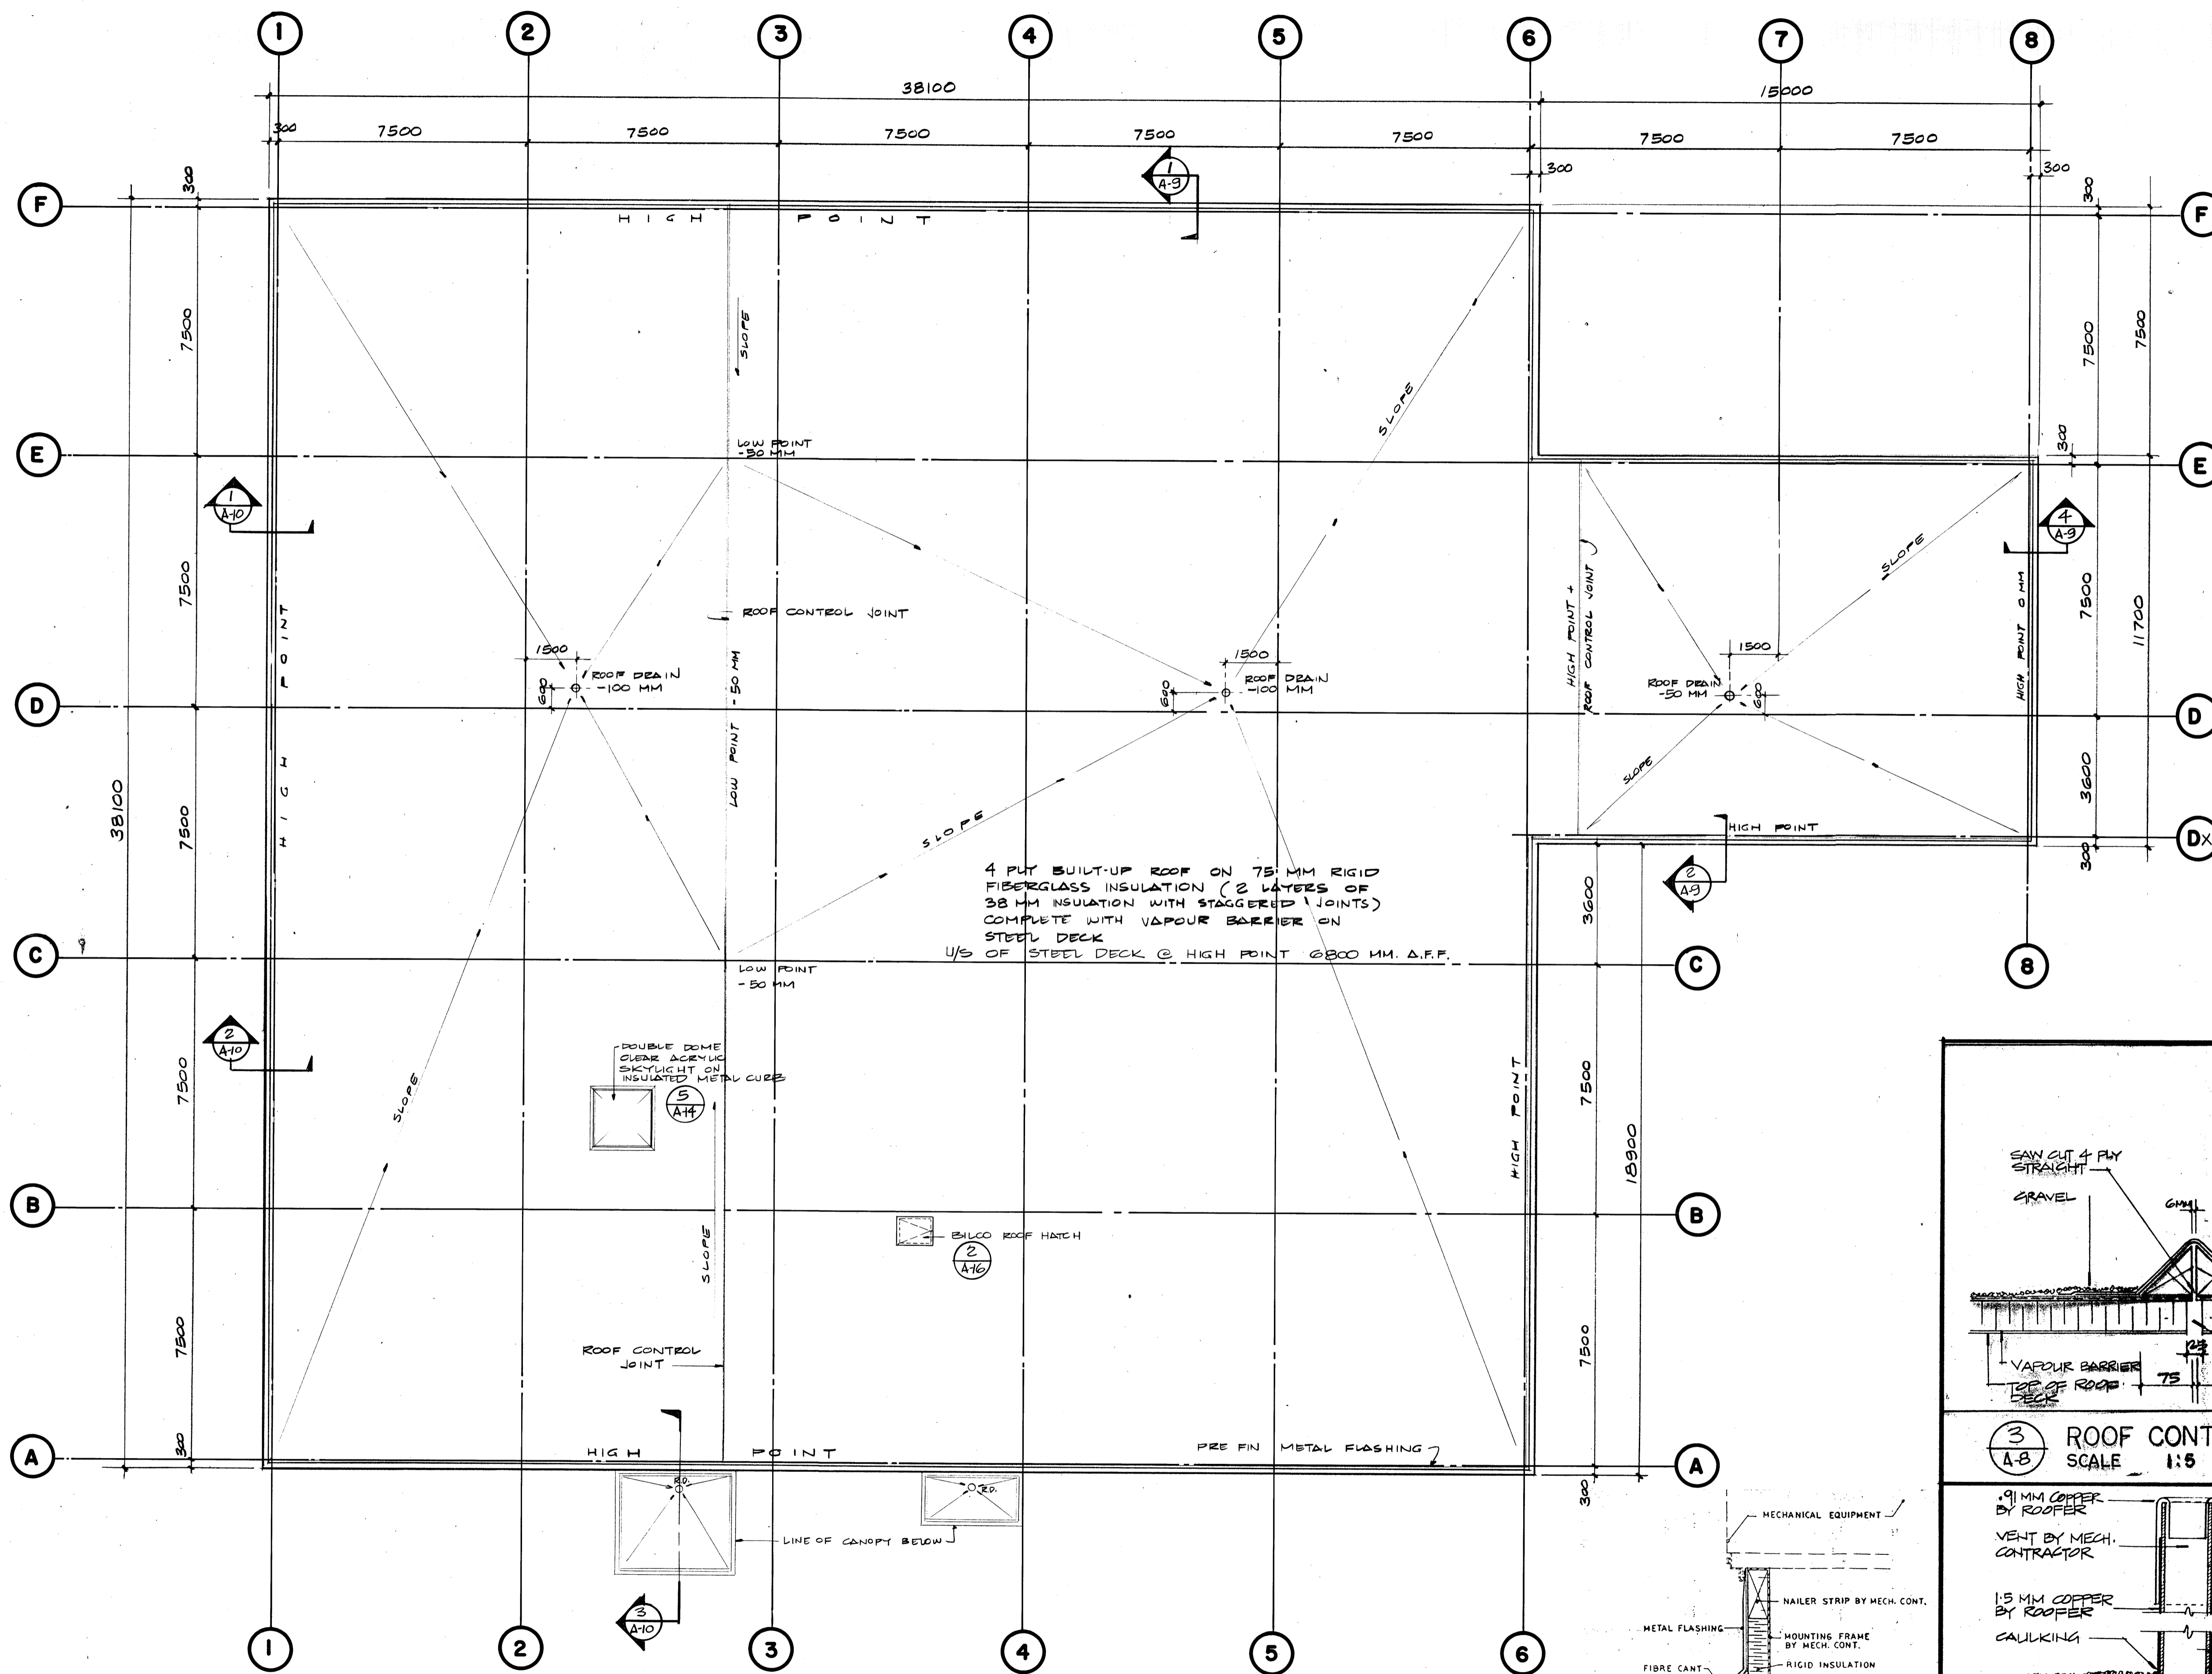 1 2 3 4 5 6 7 8
38100 15000
300 7500 7500 7500 7500 7500 7500 7500
300 300
1
A-9
F 300 300 F
HIGH POINT
7500 SLOPE 7500 7500
SLOPE
E LOW POINT 300 E
-50 MM
1
A-10
4
A-9
SLOPE
7500 HIGH POINT +
ROOF CONTROL JOINT
HIGH POINT 0 MM
7500 11700
HIGH POINT
ROOF CONTROL JOINT
1500 1500 1500
ROOF DRAIN
-100 MM
600
ROOF DRAIN
-100 MM
600
ROOF DRAIN
-50 MM
600
D D
LOW POINT -50 MM
38100
7500
SLOPE
SLOPE
3600
HIGH POINT
DX
300
2
A-9
4 PLY BUILT-UP ROOF ON 75 MM RIGID
FIBERGLASS INSULATION (2 LAYERS OF
38 MM INSULATION WITH STAGGERED JOINTS)
COMPLETE WITH VAPOUR BARRIER ON
STEEL DECK
U/S OF STEEL DECK @ HIGH POINT 6800 MM. A.F.F.
3600
C C 8
LOW POINT
-50 MM
2
A-10
7500
SLOPE
DOUBLE DOME
CLEAR ACRYLIC
SKYLIGHT ON
INSULATED METAL CURB
5
A-14
HIGH POINT
7500
18900
B B
SLOPE
BILCO ROOF HATCH
2
A-16
7500
7500
ROOF CONTROL
JOINT
A 300 HIGH POINT PRE FIN METAL FLASHING A
300
R.D. R.D.
LINE OF CANOPY BELOW
3
A-10
1 2 3 4 5 6
SAW CUT 4 PLY
STRAIGHT
GRAVEL
6MM
VAPOUR BARRIER
TOP OF ROOF
DECK
75
3
A-8
ROOF CONT
SCALE 1:5
.91 MM COPPER
BY ROOFER
VENT BY MECH.
CONTRACTOR
1.5 MM COPPER
BY ROOFER
CAULKING
MECHANICAL EQUIPMENT
NAILER STRIP BY MECH. CONT.
METAL FLASHING
MOUNTING FRAME
BY MECH. CONT.
RIGID INSULATION
FIBRE CANT